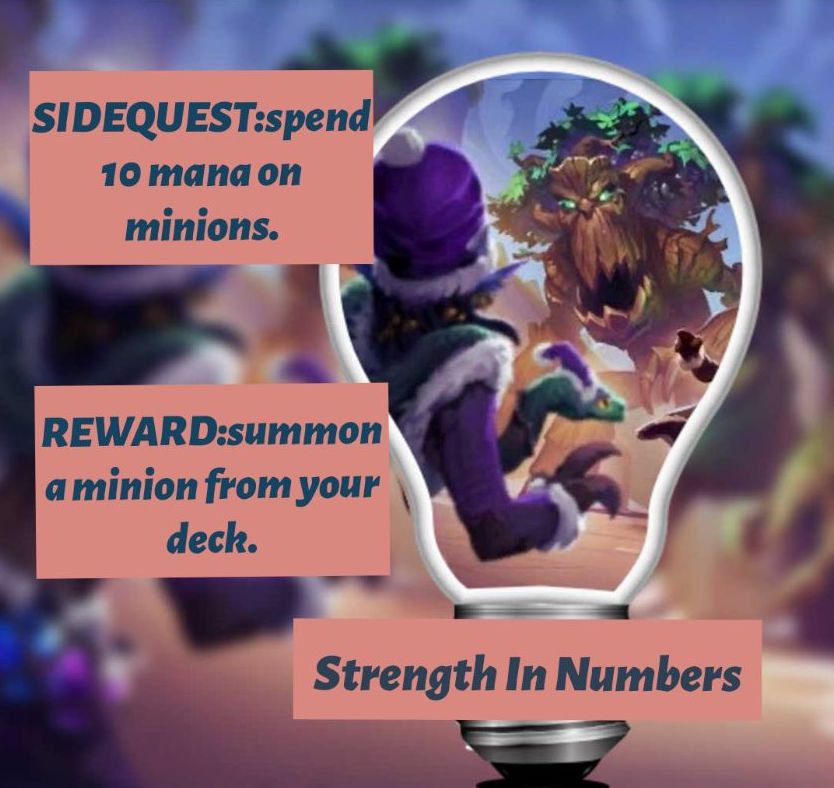 SIDEQUEST:spend
10 mana on
minions.
REWARD:summon
a minion from your
deck.
Strength In Numbers